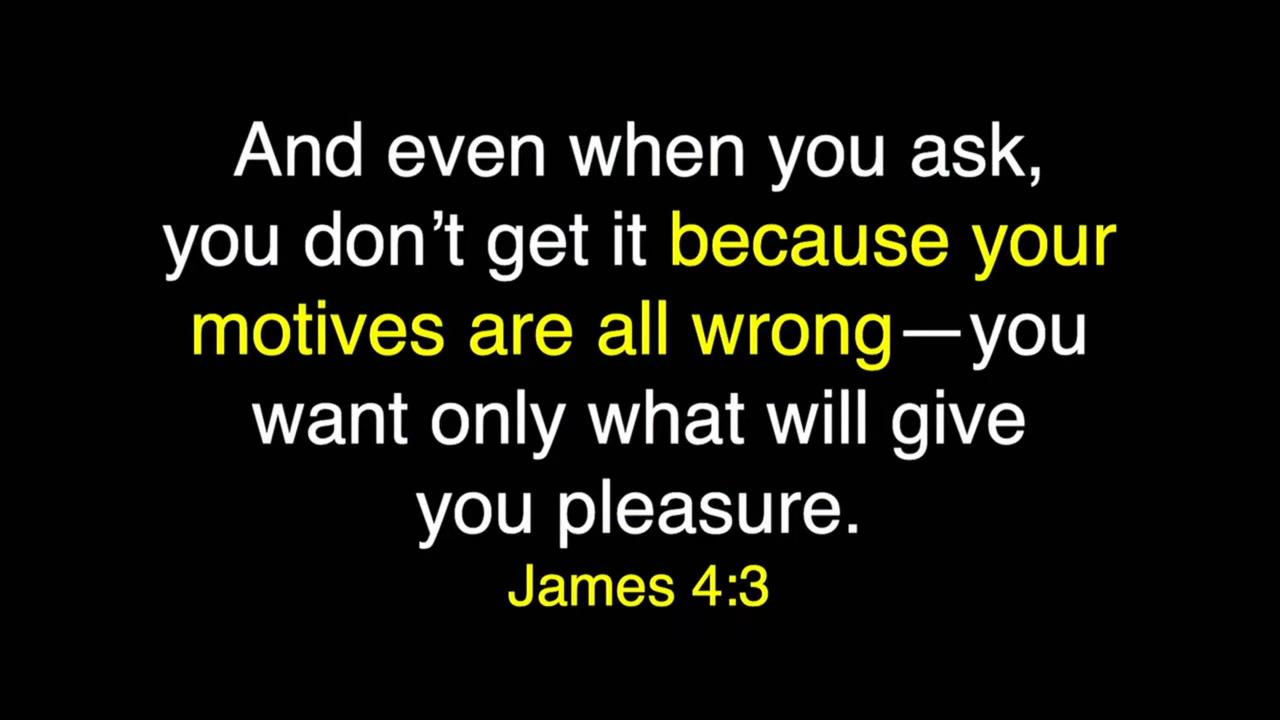 And even when you ask,
you don’t get it because your
motives are all wrong—you
want only what will give
you pleasure.
James 4:3